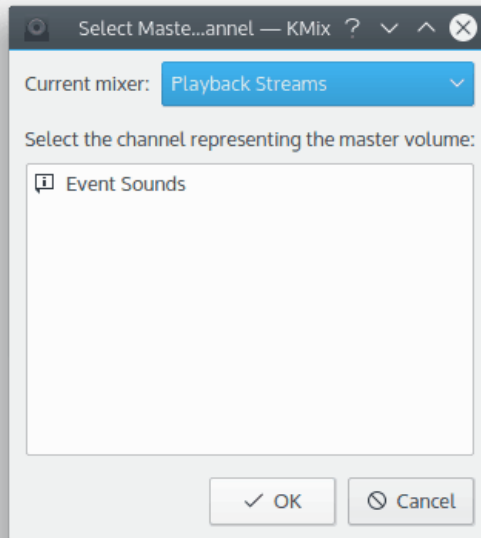 Select Maste...annel — KMix ?
Current mixer: Playback Streams
Select the channel representing the master volume:
Event Sounds
OK Cancel